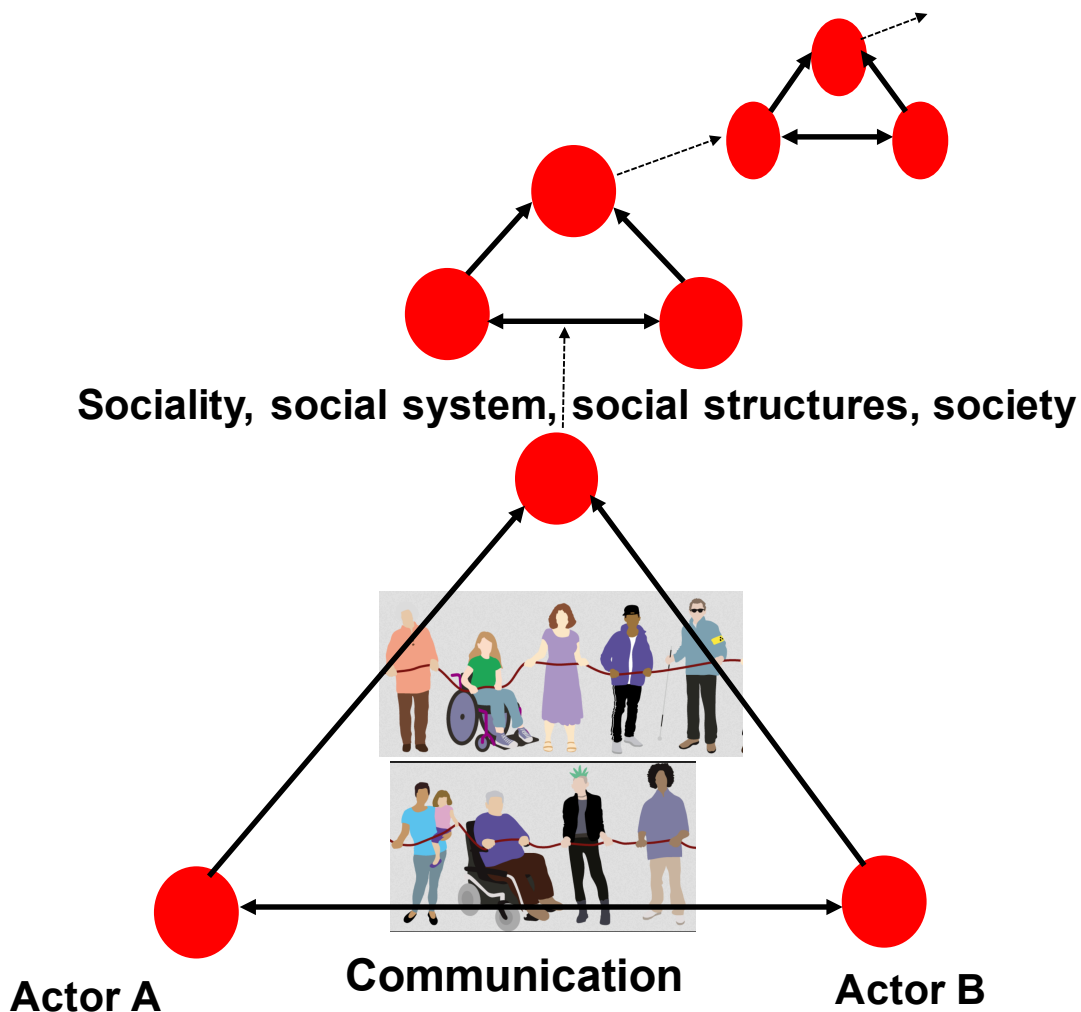 Sociality, social system, social structures, society
Communication
Actor A
Actor B